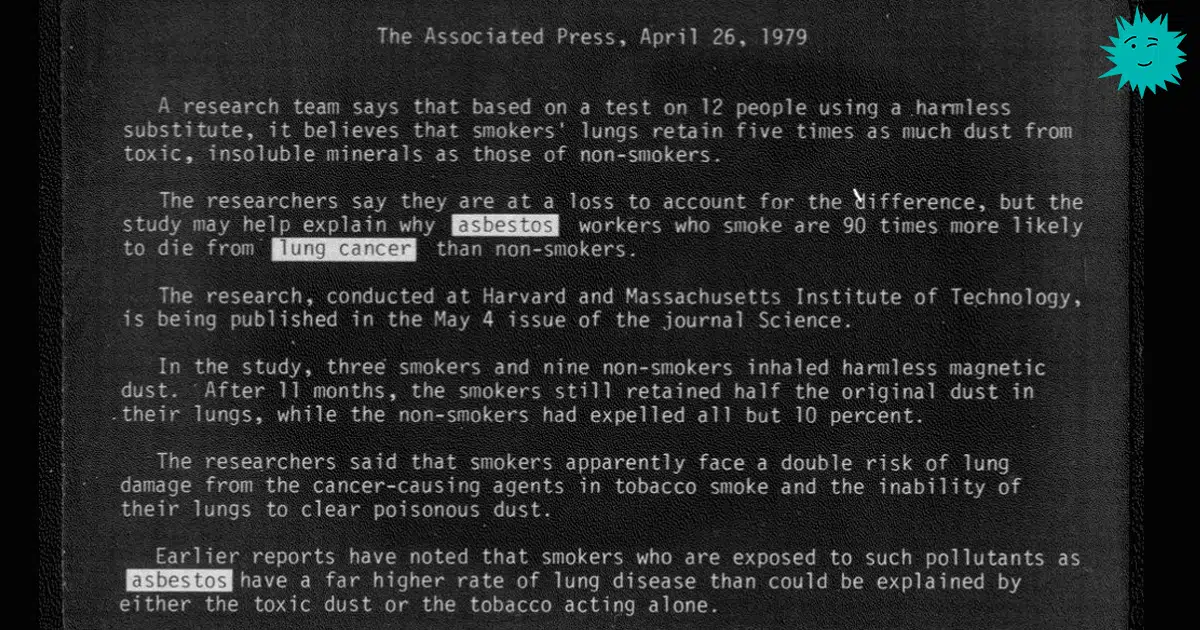 The Associated Press, April 26, 1979
A research team says that based on a test on 12 people using a harmless
substitute, it believes that smokers' lungs retain five times as much dust from
toxic, insoluble minerals as those of non-smokers.
The researchers say they are at a loss to account for the difference, but the
study may help explain why asbestos workers who smoke are 90 times more likely
to die from lung cancer than non-smokers.
The research, conducted at Harvard and Massachusetts Institute of Technology,
is being published in the May 4 issue of the journal Science.
In the study, three smokers and nine non-smokers inhaled harmless magnetic
dust. After 11 months, the smokers still retained half the original dust in
their lungs, while the non-smokers had expelled all but 10 percent.
The researchers said that smokers apparently face a double risk of lung
damage from the cancer-causing agents in tobacco smoke and the inability of
their lungs to clear poisonous dust.
Earlier reports have noted that smokers who are exposed to such pollutants as
asbestos have a far higher rate of lung disease than could be explained by
either the toxic dust or the tobacco acting alone.